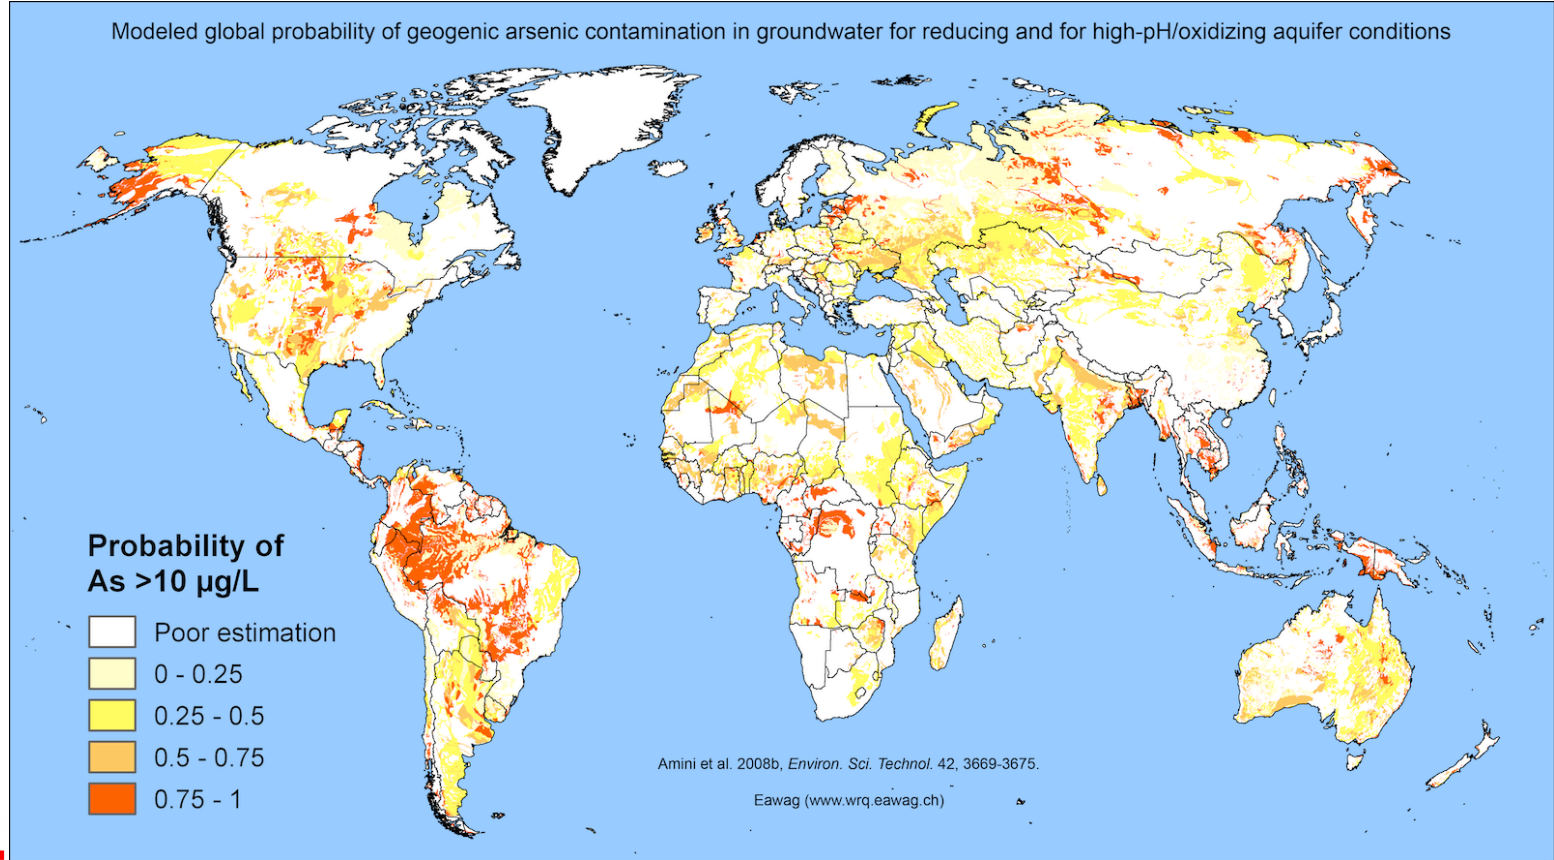 Modeled global probability of geogenic arsenic contamination in groundwater for reducing and for high-pH/oxidizing aquifer conditions
Probability of
As >10 µg/L
Poor estimation
0 - 0.25
0.25 - 0.5
0.5 - 0.75
0.75 - 1
Amini et al. 2008b, Environ. Sci. Technol. 42, 3669-3675.
Eawag (www.wrq.eawag.ch)